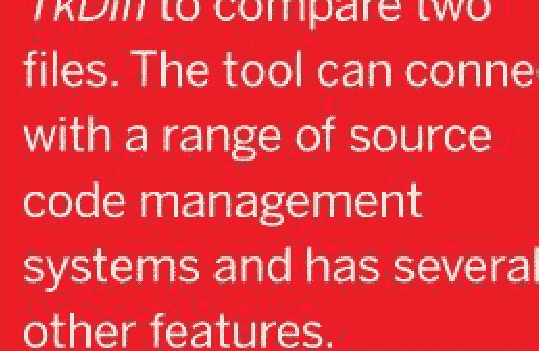 TkDiff to compare two
files. The tool can connec
with a range of source
code management
systems and has several
other features.